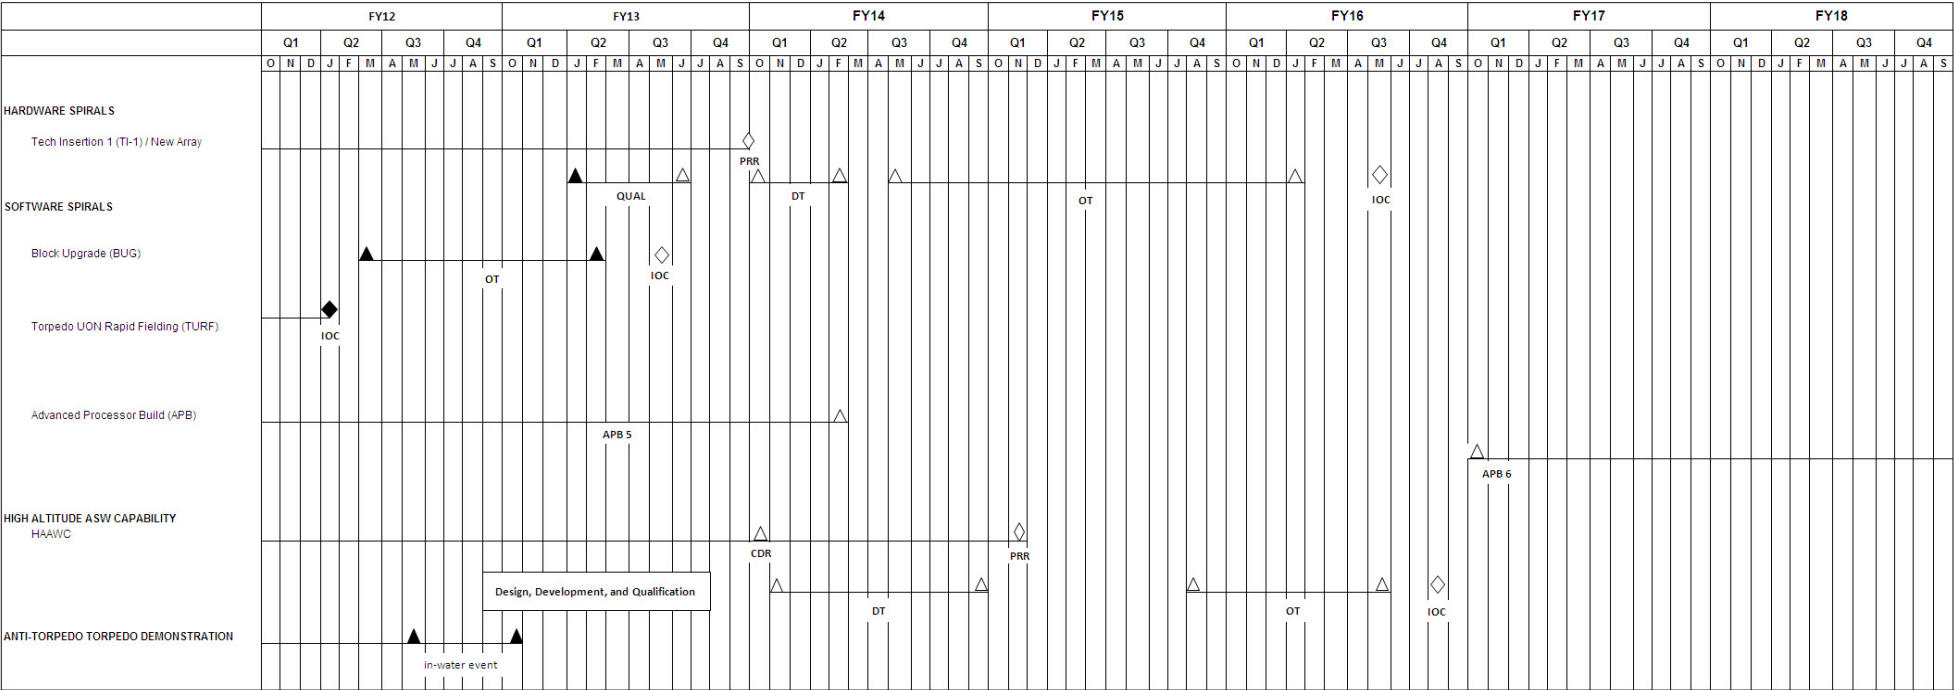 FY12 FY13 FY14 FY15 FY16 FY17 FY18
Q1 Q2 Q3 Q4 Q1 Q2 Q3 Q4 Q1 Q2 Q3 Q4 Q1 Q2 Q3 Q4 Q1 Q2 Q3 Q4 Q1 Q2 Q3 Q4 Q1 Q2 Q3 Q4
O N D J F M A M J J A S O N D J F M A M J J A S O N D J F M A M J J A S O N D J F M A M J J A S O N D J F M A M J J A S O N D J F M A M J J A S O N D J F M A M J J A S
HARDWARE SPIRALS
Tech Insertion 1 (TI-1) / New Array
PRR
QUAL DT OT IOC
SOFTWARE SPIRALS
Block Upgrade (BUG)
OT IOC
Torpedo UON Rapid Fielding (TURF)
IOC
Advanced Processor Build (APB)
APB 5
APB 6
HIGH ALTITUDE ASW CAPABILITY
HAAWC
CDR PRR
Design, Development, and Qualification
DT OT IOC
ANTI-TORPEDO TORPEDO DEMONSTRATION
in-water event